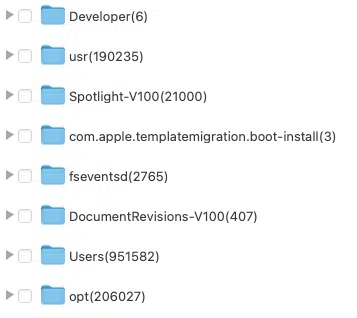 Developer(6)
usr(190235)
Spotlight-V100(21000)
com.apple.templatemigration.boot-install(3)
fseventsd(2765)
DocumentRevisions-V100(407)
Users(951582)
opt(206027)